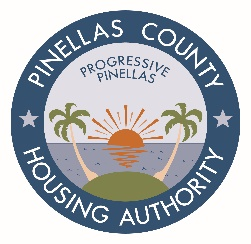 PINELLAS COUNTY
PROGRESSIVE
PINELLAS
HOUSING AUTHORITY